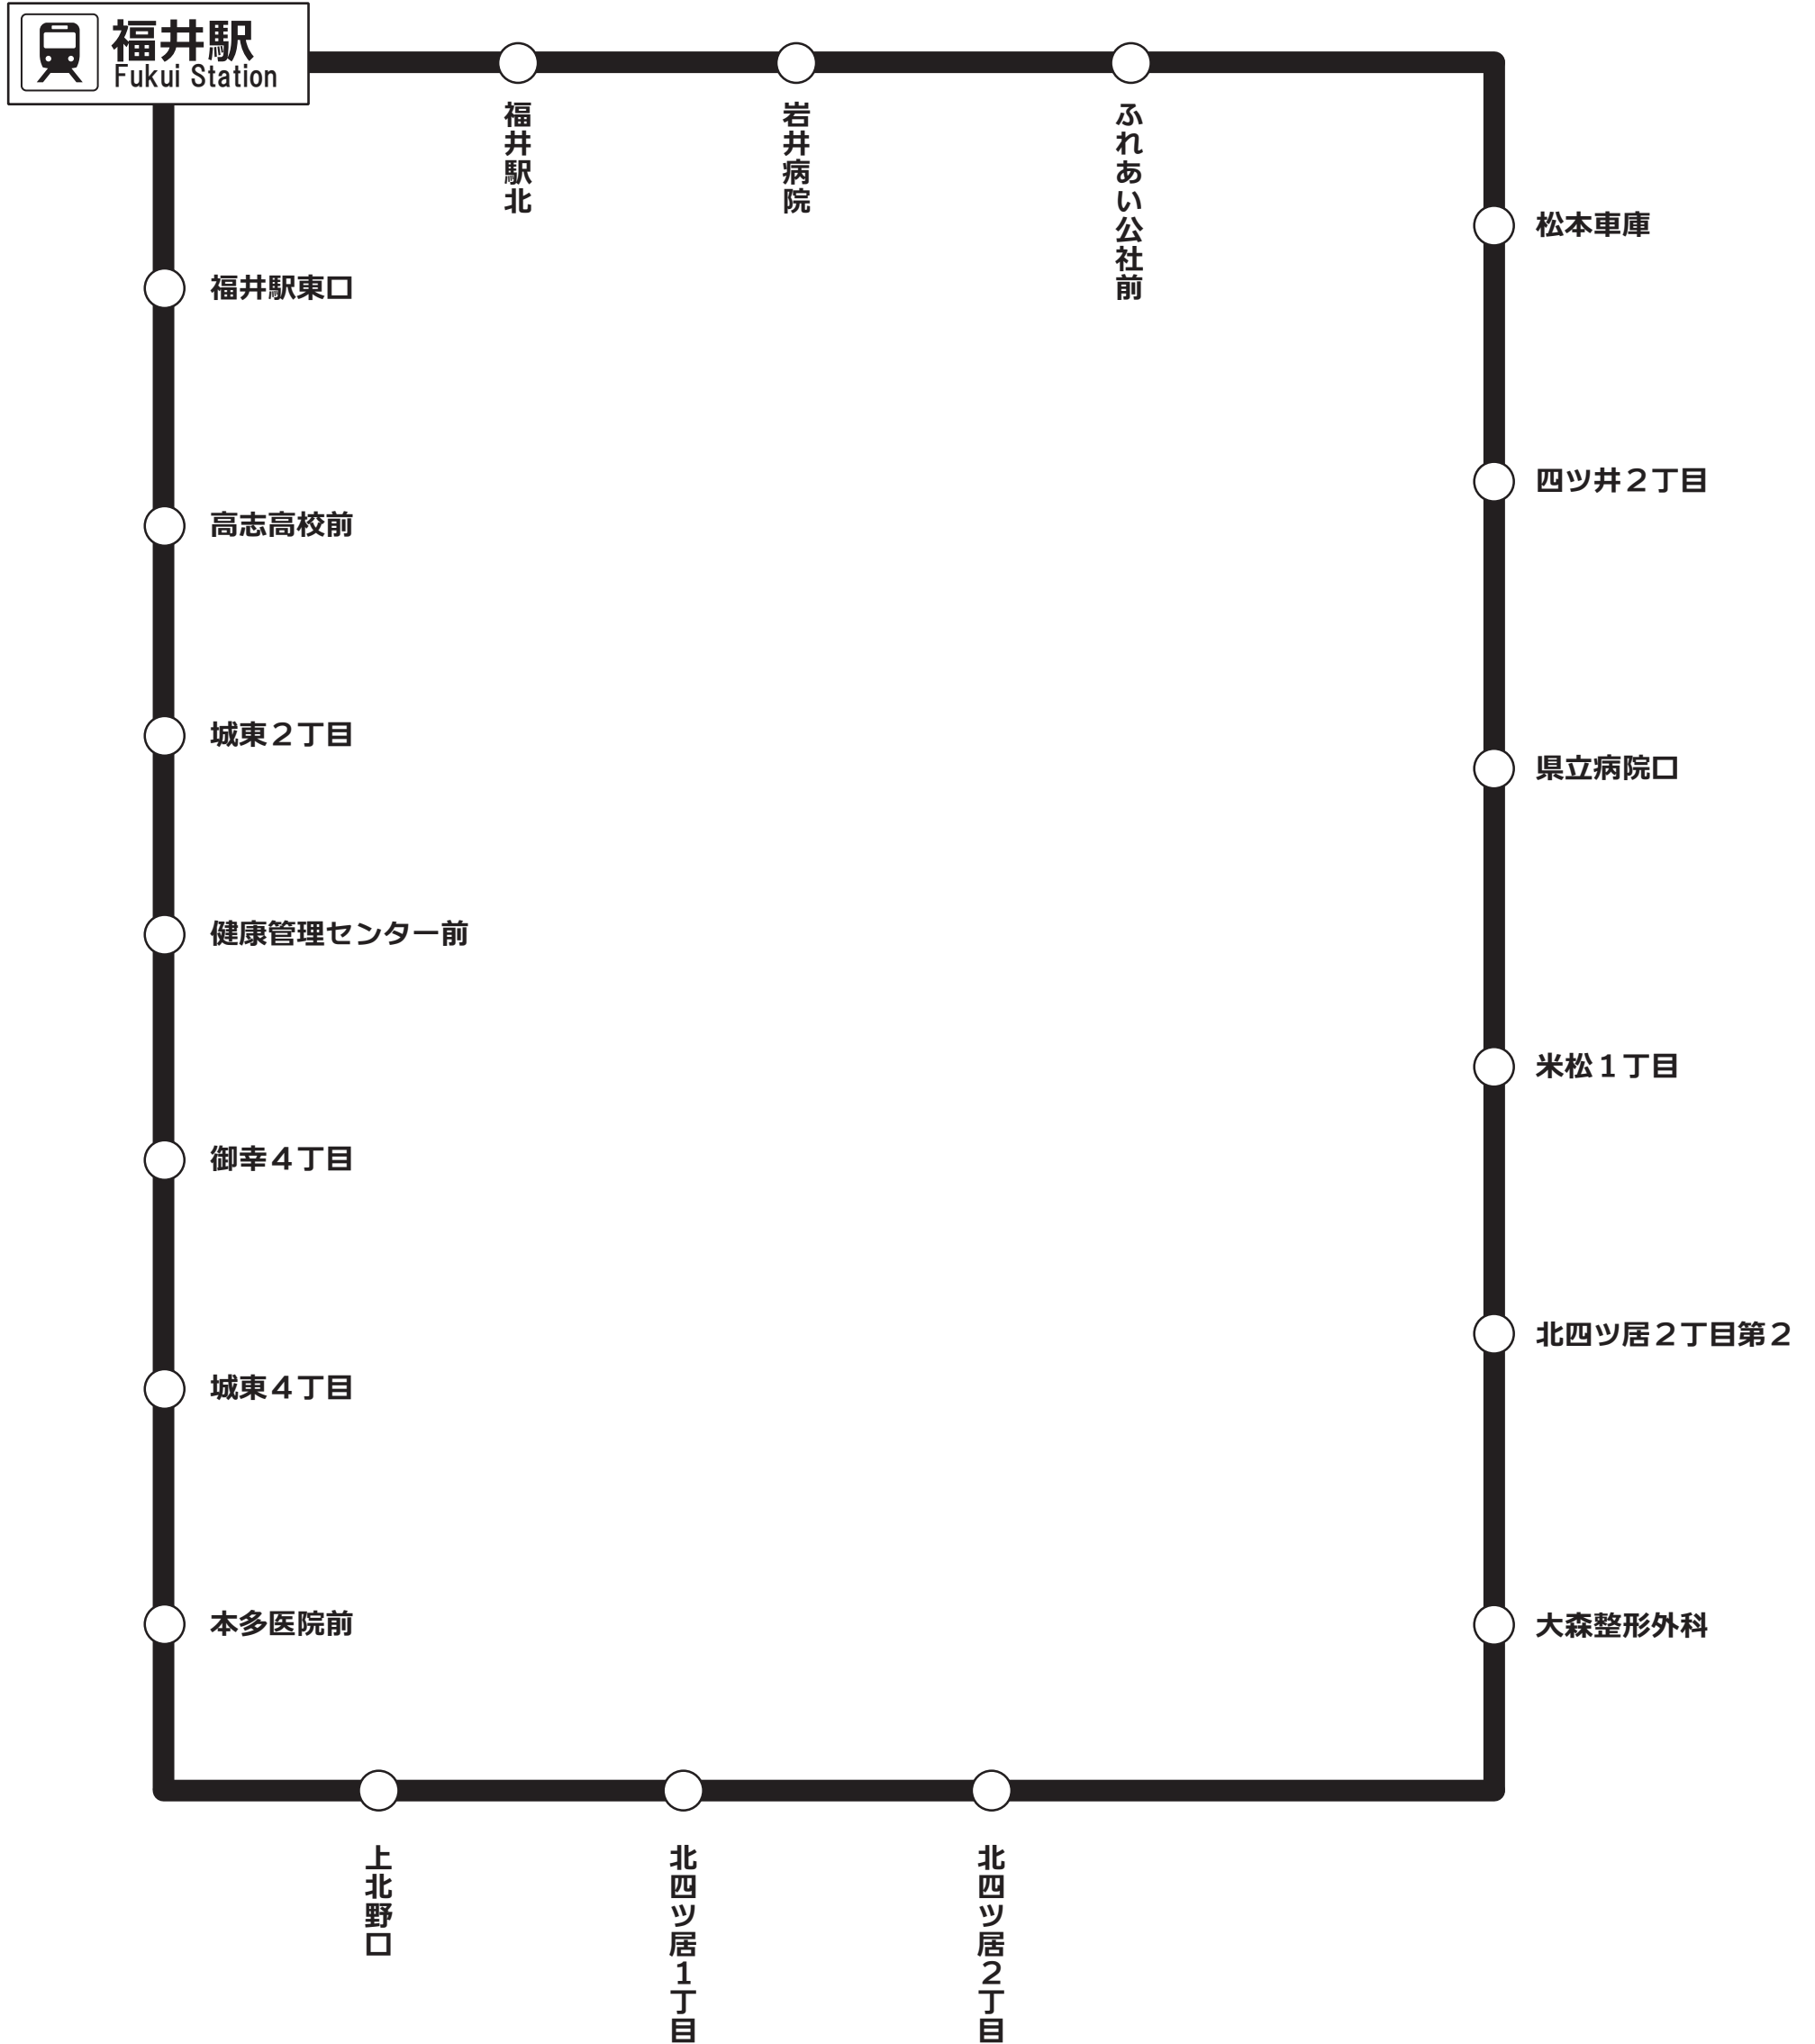 福井駅
Fukui Station
福井駅北
岩井病院
ふれあい公社前
松本車庫
四ツ井２丁目
県立病院口
米松１丁目
北四ツ居２丁目第２
大森整形外科
福井駅東口
高志高校前
城東２丁目
健康管理センター前
御幸４丁目
城東４丁目
本多医院前
上北野口
北四ツ居１丁目
北四ツ居２丁目